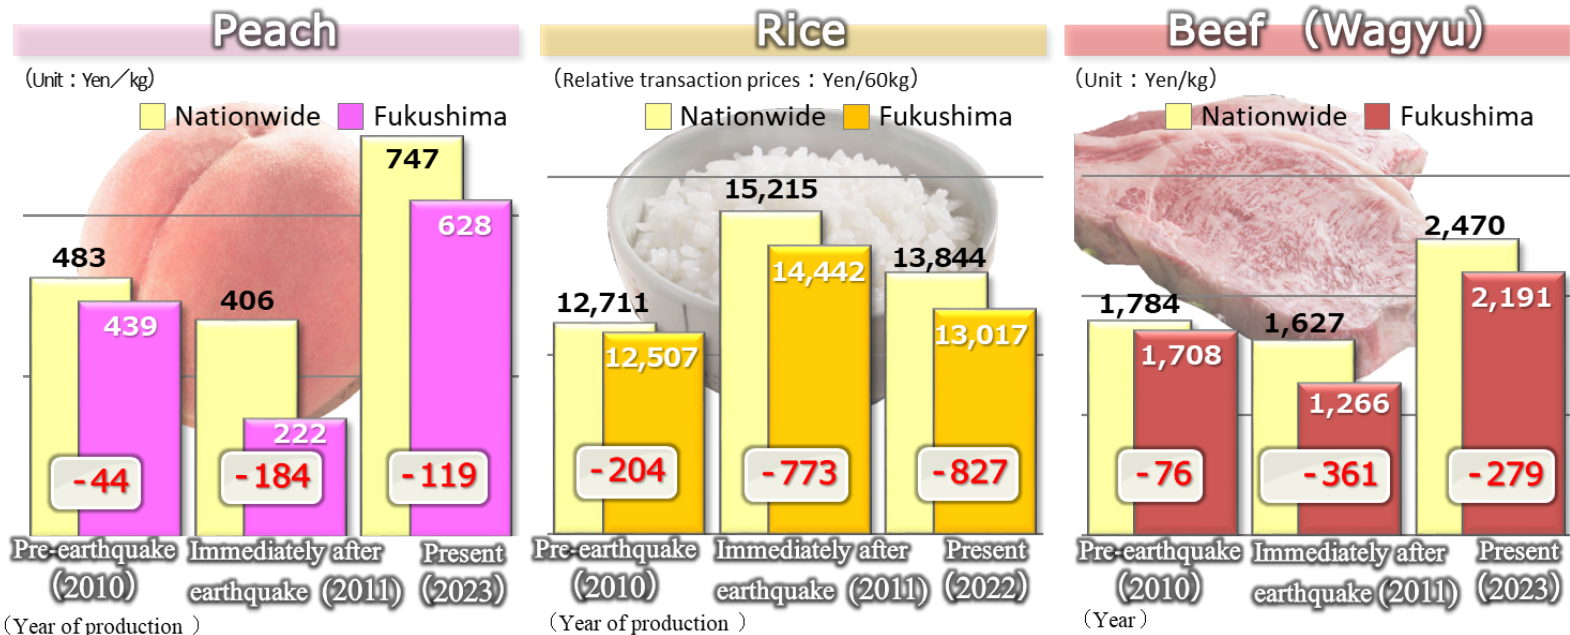 Peach
（Unit：Yen／kg)
Nationwide Fukushima
483
439
-44
406
222
-184
747
628
-119
Pre-earthquake
（2010）
Immediately after
earthquake（2011）
Present
（2023）
（Year of production ）
Rice
（Relative transaction prices：Yen/60kg）
Nationwide Fukushima
12,711
12,507
-204
15,215
14,442
-773
13,844
13,017
-827
Pre-earthquake
（2010）
Immediately after
earthquake （2011）
Present
（2022）
（Year of production ）
Beef （Wagyu）
（Unit：Yen/kg）
Nationwide Fukushima
1,784
1,708
-76
1,627
1,266
-361
2,470
2,191
-279
Pre-earthquake
（2010）
Immediately after
earthquake（2011）
Present
（2023）
（Year）